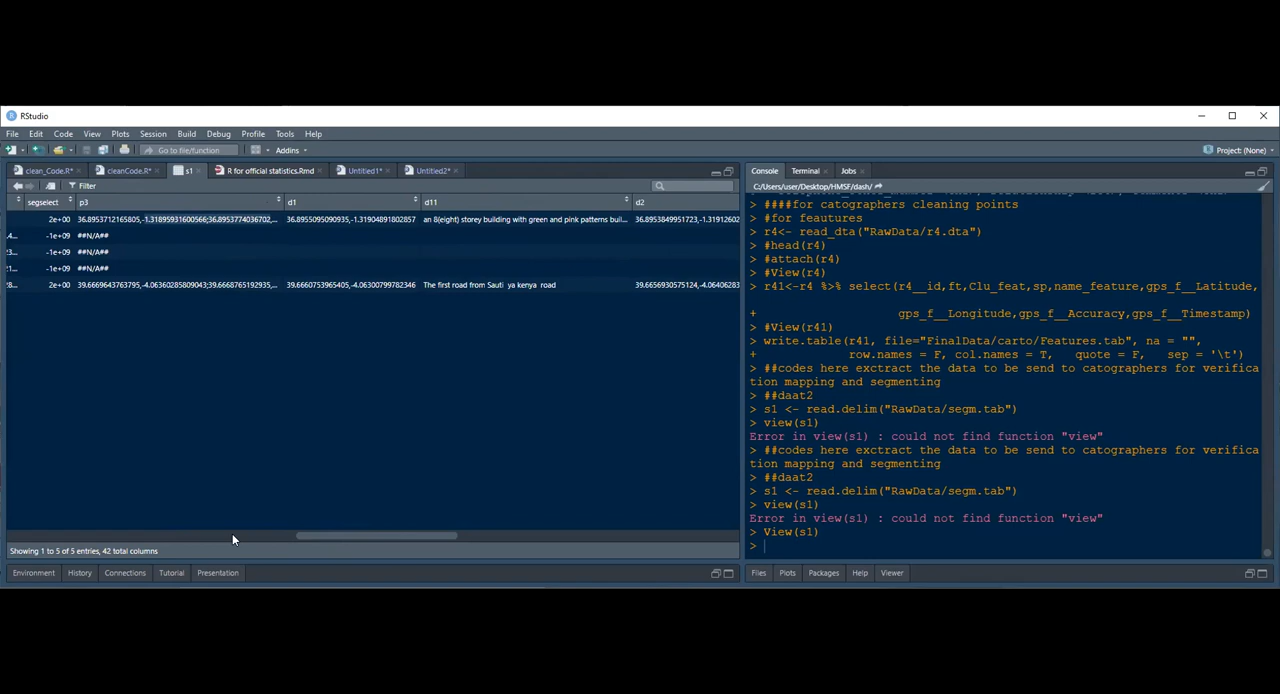 RStudio
File Edit Code View Plots Session Build Debug Profile Tools Help
Go to file/function Addins Project: (None)
clean_Code.R* cleanCode.R* s1 R for official statistics.Rmd Untitled1* Untitled2*
Filter
segselect p3 d1 d11 d2
2e+00 36.8953712165805,-1.31895931600566;36.8953774036702,... 36.8955095090935,-1.31904891802857 an 8(eight) storey building with green and pink patterns buil... 36.8953849951723,-1.31912602
4... -1e+09 ##N/A##
23... -1e+09 ##N/A##
21... -1e+09 ##N/A##
28... 2e+00 39.6669643763795,-4.06360285809043;39.6668765192935,... 39.6660753965405,-4.06300799782346 The first road from Sauti ya kenya road 39.6656930575124,-4.06406283
Showing 1 to 5 of 5 entries, 42 total columns
Environment History Connections Tutorial Presentation
Console Terminal Jobs
C:/Users/user/Desktop/HMSF/dash/
> ####for catographers cleaning points
> #for feautures
> r4<- read_dta("RawData/r4.dta")
> #head(r4)
> #attach(r4)
> #View(r4)
> r41<-r4 %>% select(r4__id,ft,Clu_feat,sp,name_feature,gps_f__Latitude,
+ gps_f__Longitude,gps_f__Accuracy,gps_f__Timestamp)
> #View(r41)
> write.table(r41, file="FinalData/carto/Features.tab", na = "",
+ row.names = F, col.names = T, quote = F, sep = '\t')
> ##codes here exctract the data to be send to catographers for verifica
tion mapping and segmenting
> ##daat2
> s1 <- read.delim("RawData/segm.tab")
> view(s1)
Error in view(s1) : could not find function "view"
> ##codes here exctract the data to be send to catographers for verifica
tion mapping and segmenting
> ##daat2
> s1 <- read.delim("RawData/segm.tab")
> view(s1)
Error in view(s1) : could not find function "view"
> View(s1)
>
Files Plots Packages Help Viewer